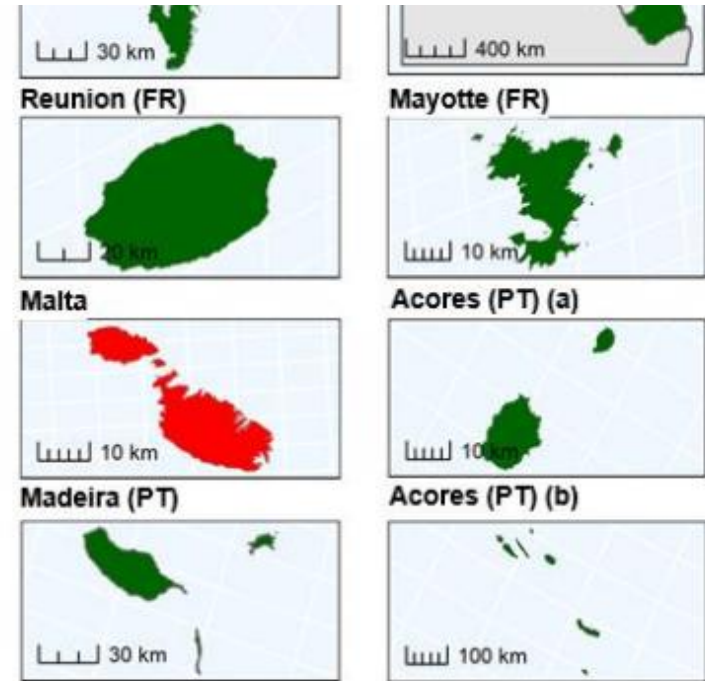 30 km
400 km
Reunion (FR)
Mayotte (FR)
20 km
10 km
Malta
Acores (PT) (a)
10 km
10 km
Madeira (PT)
Acores (PT) (b)
30 km
100 km